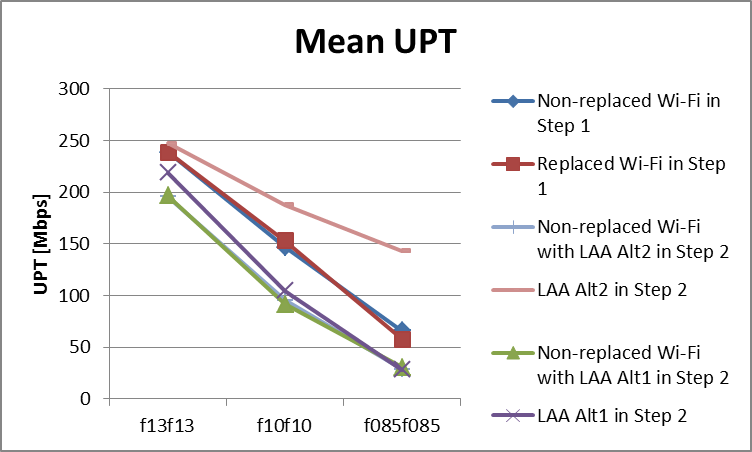 Mean UPT
UPT [Mbps]
300
250
200
150
100
50
0
f13f13
f10f10
f085f085
Non-replaced Wi-Fi in
Step 1
Replaced Wi-Fi in Step
1
Non-replaced Wi-Fi
with LAA Alt2 in Step 2
LAA Alt2 in Step 2
Non-replaced Wi-Fi
with LAA Alt1 in Step 2
LAA Alt1 in Step 2